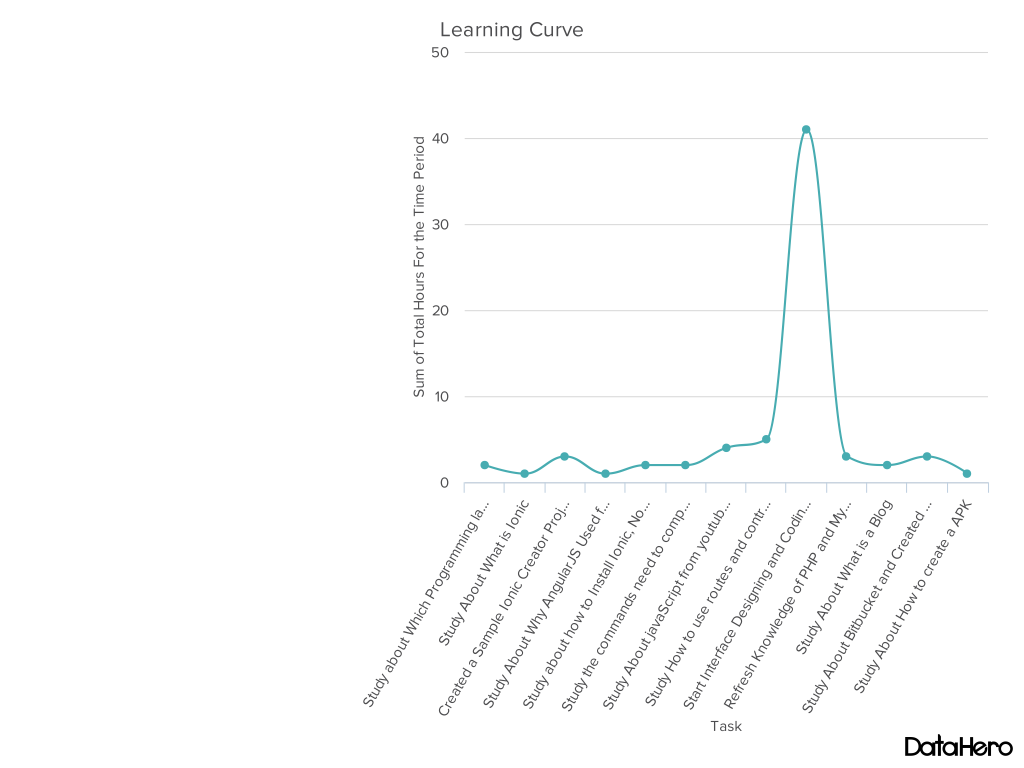 Learning Curve
50
40
30
20
10
0
Sum of Total Hours For the Time Period
Study about Which Programming la...
Study About What is Ionic
Created a Sample Ionic Creator Proj...
Study About Why AngularJS Used f...
Study about how to Install Ionic, No...
Study the commands need to comp...
Study About javaScript from youtub...
Study How to use routes and contr...
Start Interface Designing and Codin...
Refresh Knowledge of PHP and My...
Study About What is a Blog
Study About Bitbucket and Created ...
Study About How to create a APK
Task
DataHero